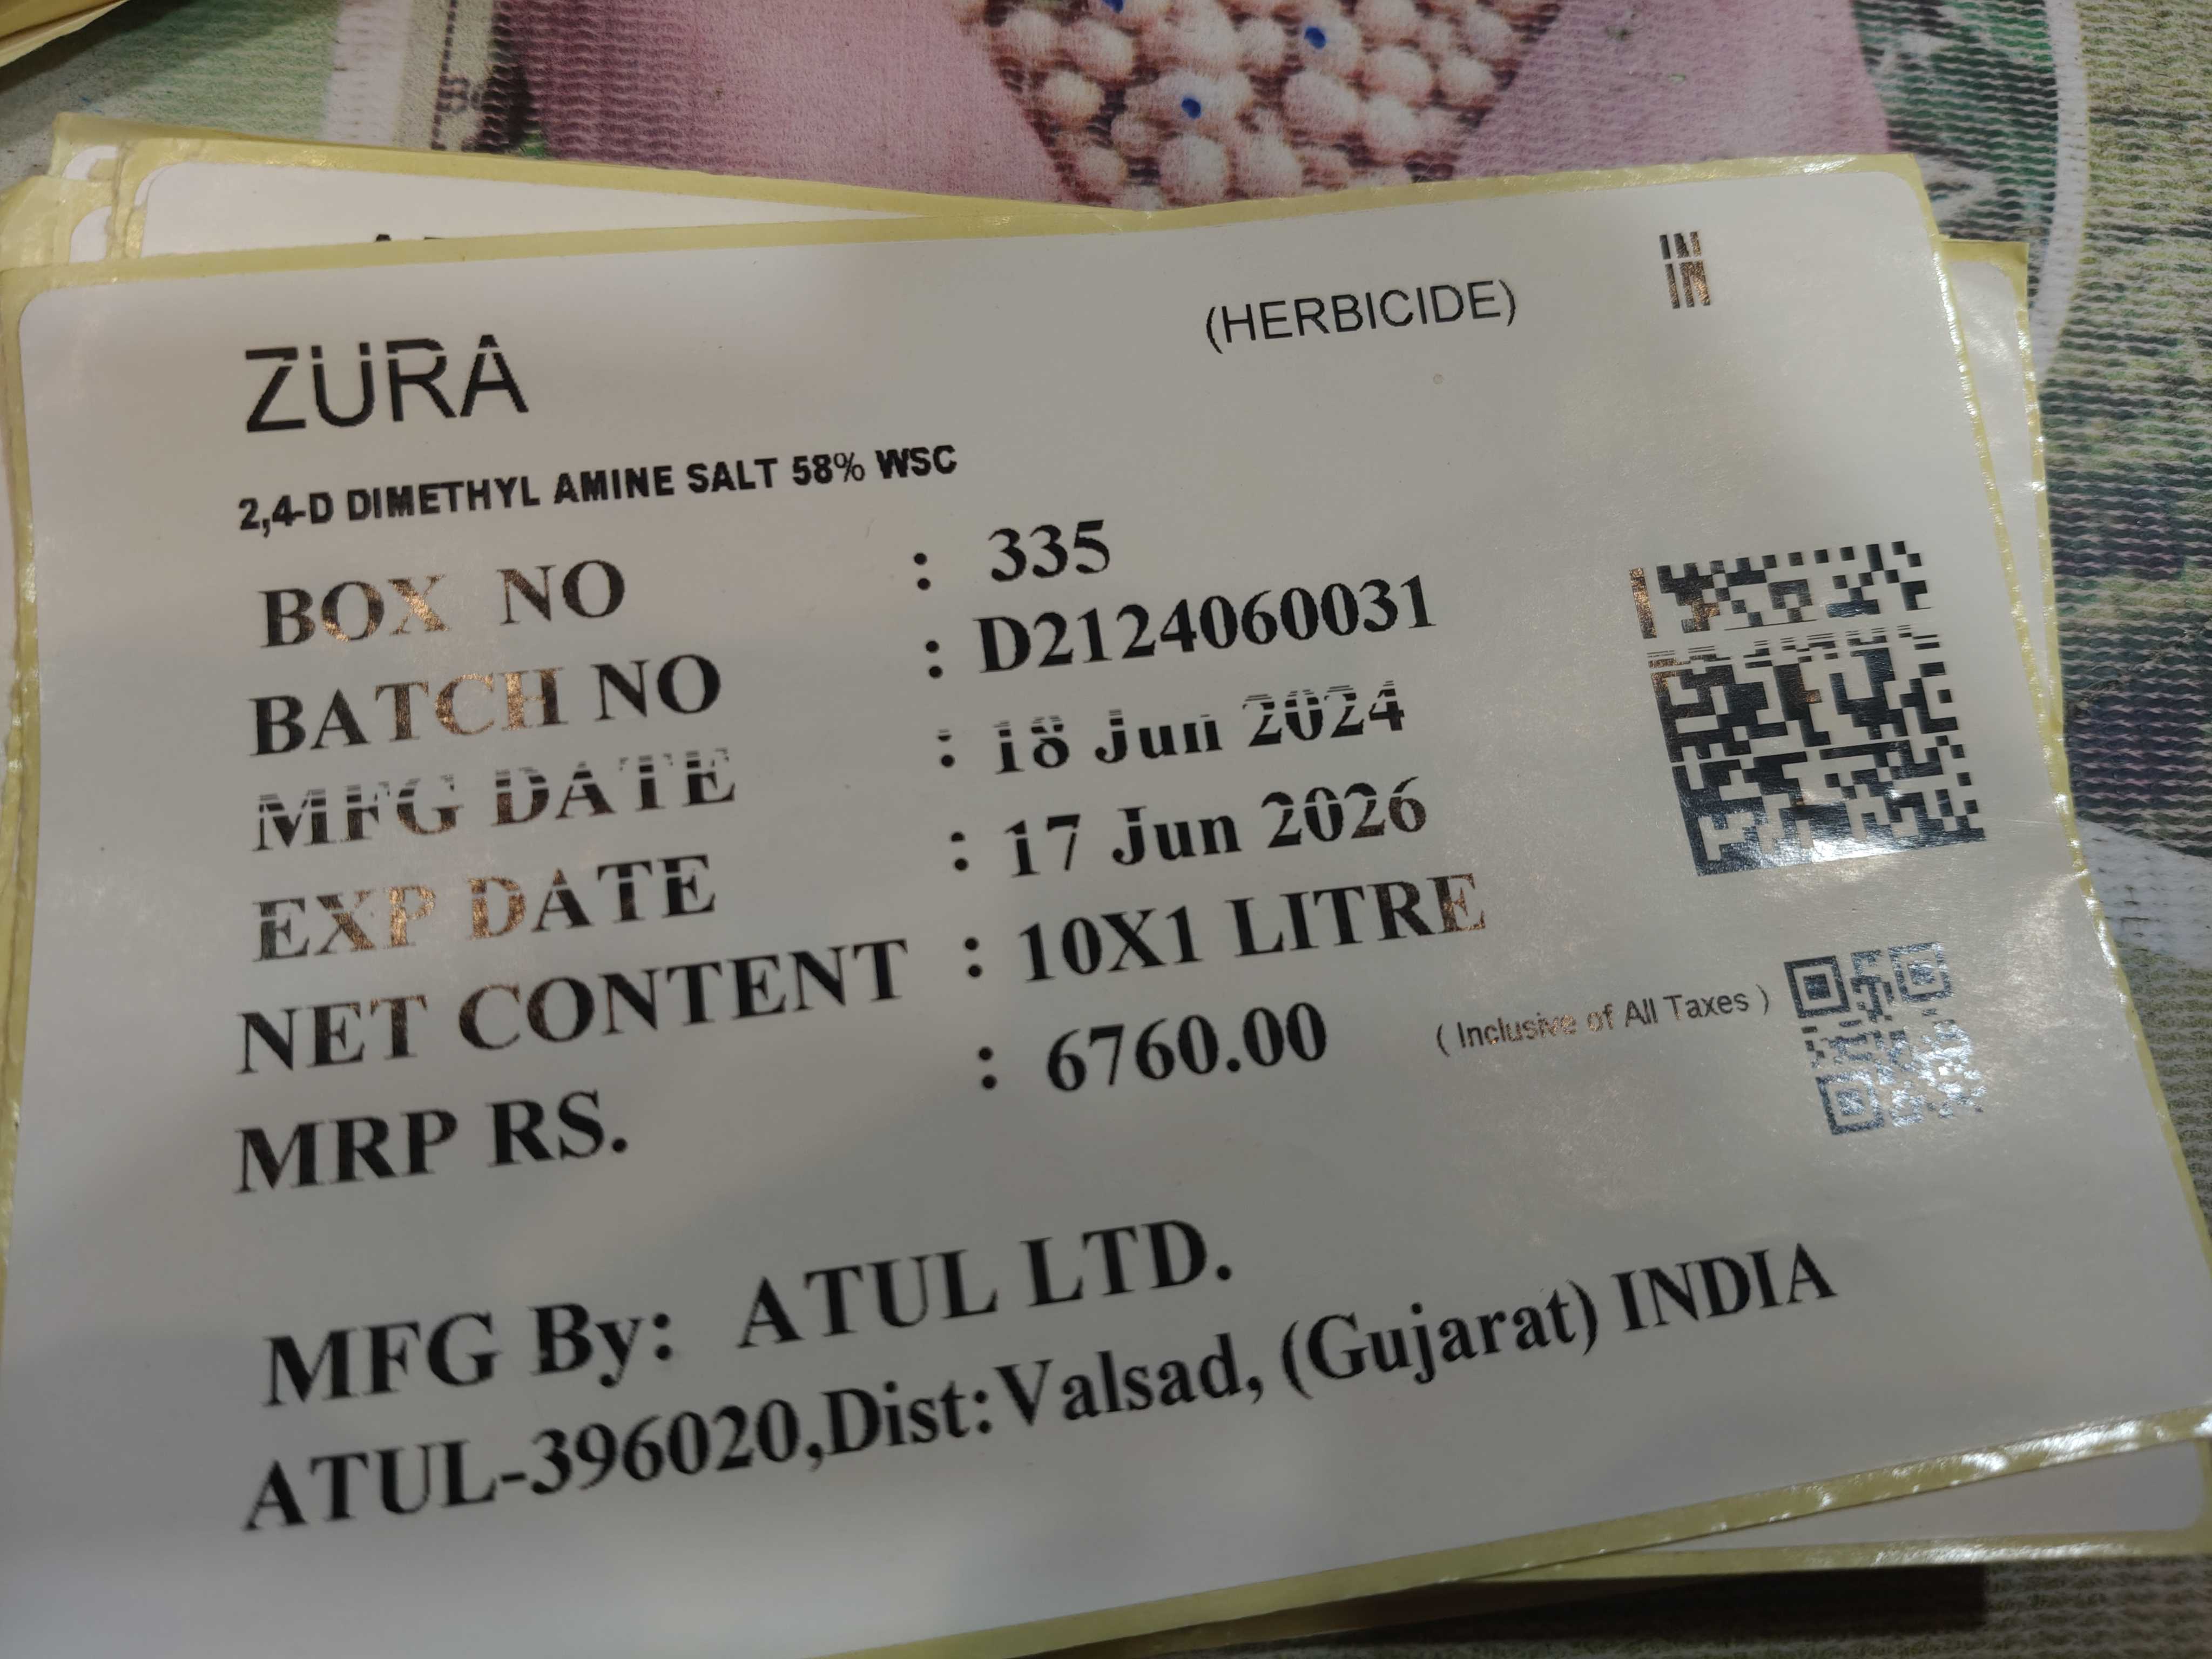 ZURA (HERBICIDE) IN
IN
2,4-D DIMETHYL AMINE SALT 58% WSC
BOX NO : 335
BATCH NO : D2124060031
MFG DATE : 18 Jun 2024
EXP DATE : 17 Jun 2026
NET CONTENT : 10X1 LITRE
MRP RS. : 6760.00 ( Inclusive of All Taxes )
MFG By: ATUL LTD.
ATUL-396020,Dist:Valsad, (Gujarat) INDIA